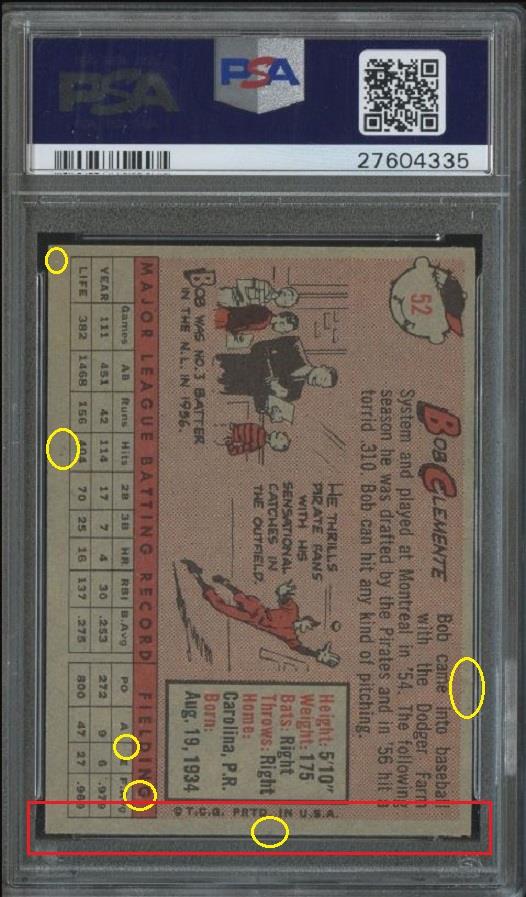 PSA
PSA
27604335
52
Bob Clemente
Bob came into baseball
with the Dodger Farm
System and played at Montreal in '54. The following
season he was drafted by the Pirates and in '56 hit a
torrid .310. Bob can hit any kind of pitching.
BOB WAS NO.3 BATTER
IN THE N.L. IN 1956.
HE THRILLS
PIRATE FANS
WITH HIS
SENSATIONAL
CATCHES IN
THE OUTFIELD.
Height: 5'10"
Weight: 175
Bats: Right
Throws: Right
Home:
Carolina, P.R.
Born:
Aug. 19, 1934
MAJOR LEAGUE BATTING RECORD FIELDING
Games AB Runs Hits 2B 3B HR RBI B.Avg PO A
YEAR 111 451 42 114 17 7 4 30 .253 272 9 6 .979
LIFE 382 1468 156 404 70 25 16 137 .275 800 47 27 .969
© T.C.G. PRTD. IN U.S.A.